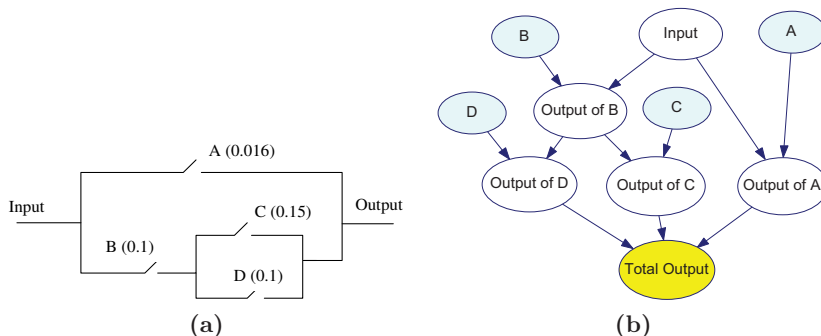 A (0.016)
Input
Output
C (0.15)
B (0.1)
D (0.1)
(a)
B
Input
A
D
Output of B
C
Output of D
Output of C
Output of A
Total Output
(b)